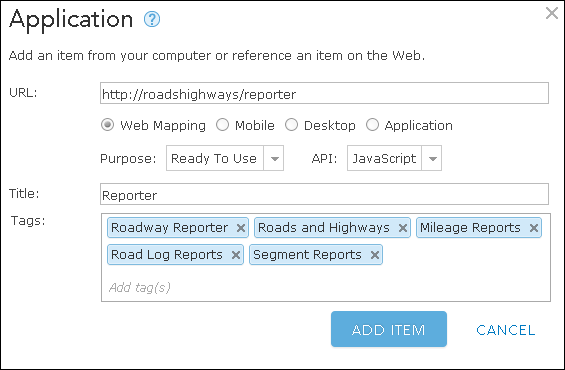 Application ?
Add an item from your computer or reference an item on the Web.
URL: http://roadshighways/reporter
Web Mapping Mobile Desktop Application
Purpose: Ready To Use API: JavaScript
Title: Reporter
Tags: Roadway Reporter × Roads and Highways × Mileage Reports ×
Road Log Reports × Segment Reports ×
Add tag(s)
ADD ITEM CANCEL